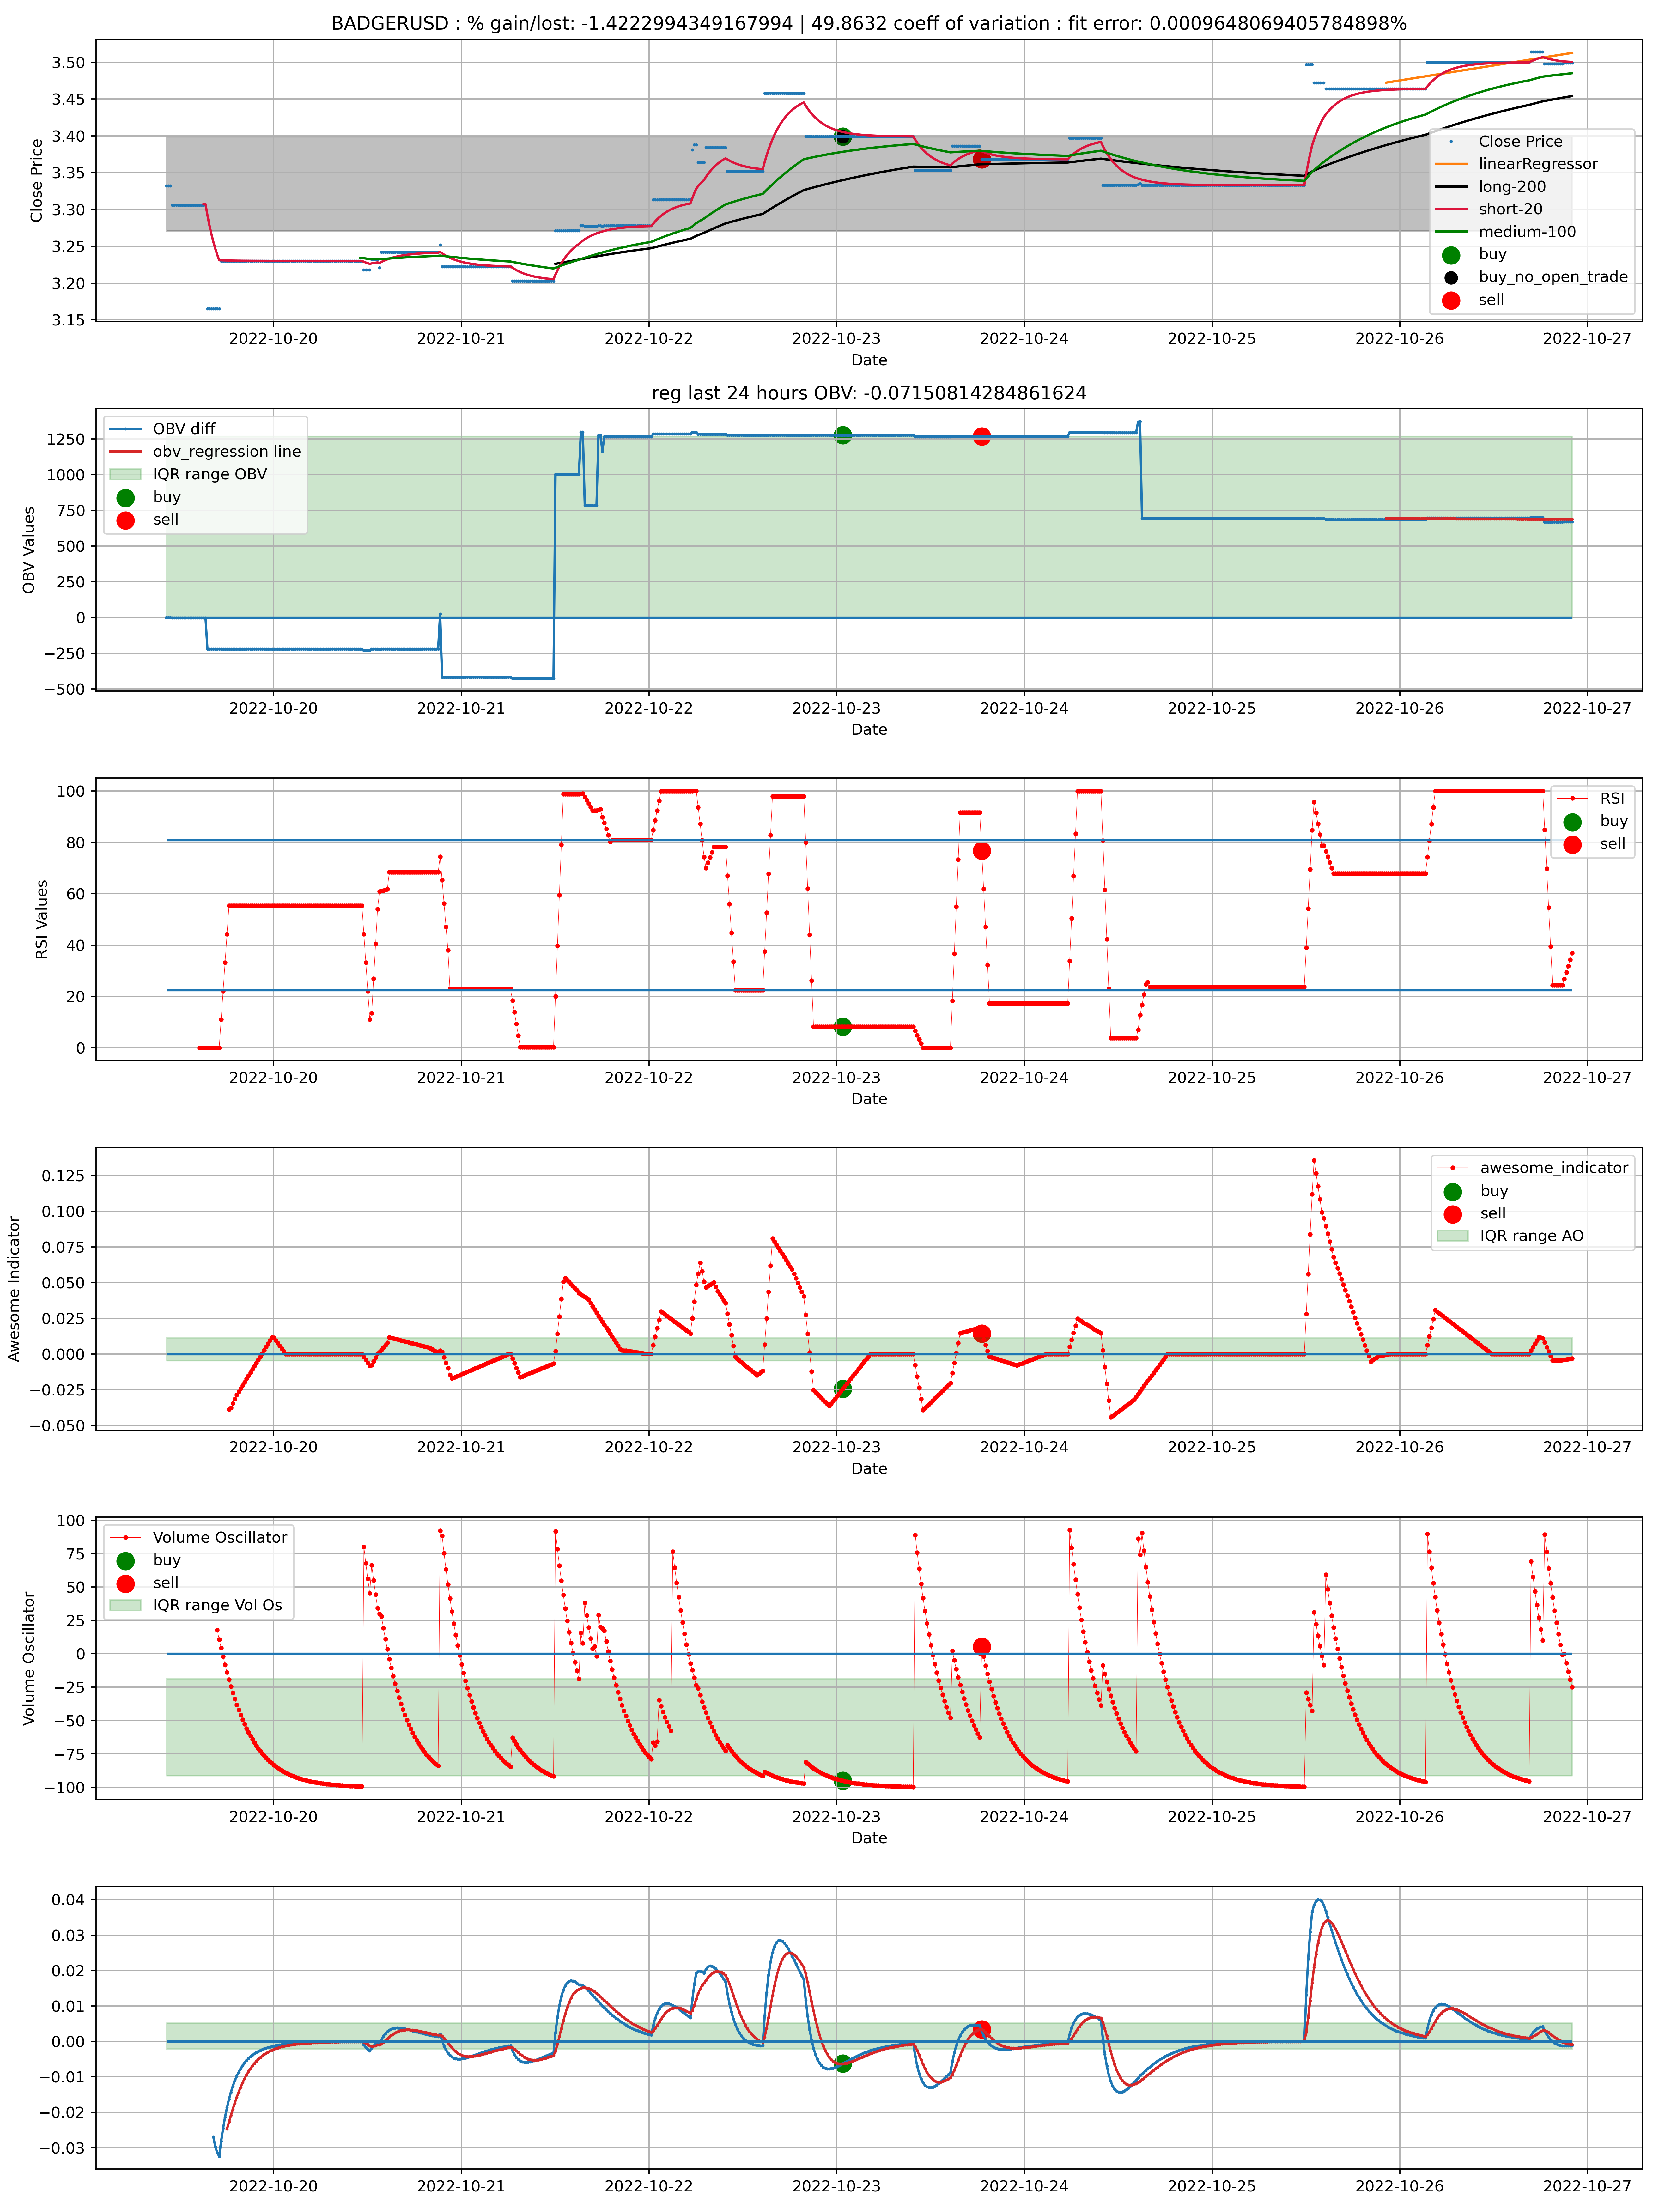 BADGERUSD : % gain/lost: -1.4222994349167994 | 49.8632 coeff of variation : fit error: 0.0009648069405784898%
3.50
3.45
3.40
3.35
3.30
3.25
3.20
3.15
Close Price
Close Price
linearRegressor
long-200
short-20
medium-100
buy
buy_no_open_trade
sell
2022-10-20 2022-10-21 2022-10-22 2022-10-23 2022-10-24 2022-10-25 2022-10-26 2022-10-27
Date
reg last 24 hours OBV: -0.07150814284861624
1250
1000
750
500
250
0
−250
−500
OBV Values
OBV diff
obv_regression line
IQR range OBV
buy
sell
2022-10-20 2022-10-21 2022-10-22 2022-10-23 2022-10-24 2022-10-25 2022-10-26 2022-10-27
Date
100
80
60
40
20
0
RSI Values
RSI
buy
sell
2022-10-20 2022-10-21 2022-10-22 2022-10-23 2022-10-24 2022-10-25 2022-10-26 2022-10-27
Date
0.125
0.100
0.075
0.050
0.025
0.000
−0.025
−0.050
Awesome Indicator
awesome_indicator
buy
sell
IQR range AO
2022-10-20 2022-10-21 2022-10-22 2022-10-23 2022-10-24 2022-10-25 2022-10-26 2022-10-27
Date
100
75
50
25
0
−25
−50
−75
−100
Volume Oscillator
Volume Oscillator
buy
sell
IQR range Vol Os
2022-10-20 2022-10-21 2022-10-22 2022-10-23 2022-10-24 2022-10-25 2022-10-26 2022-10-27
Date
0.04
0.03
0.02
0.01
0.00
−0.01
−0.02
−0.03
2022-10-20 2022-10-21 2022-10-22 2022-10-23 2022-10-24 2022-10-25 2022-10-26 2022-10-27